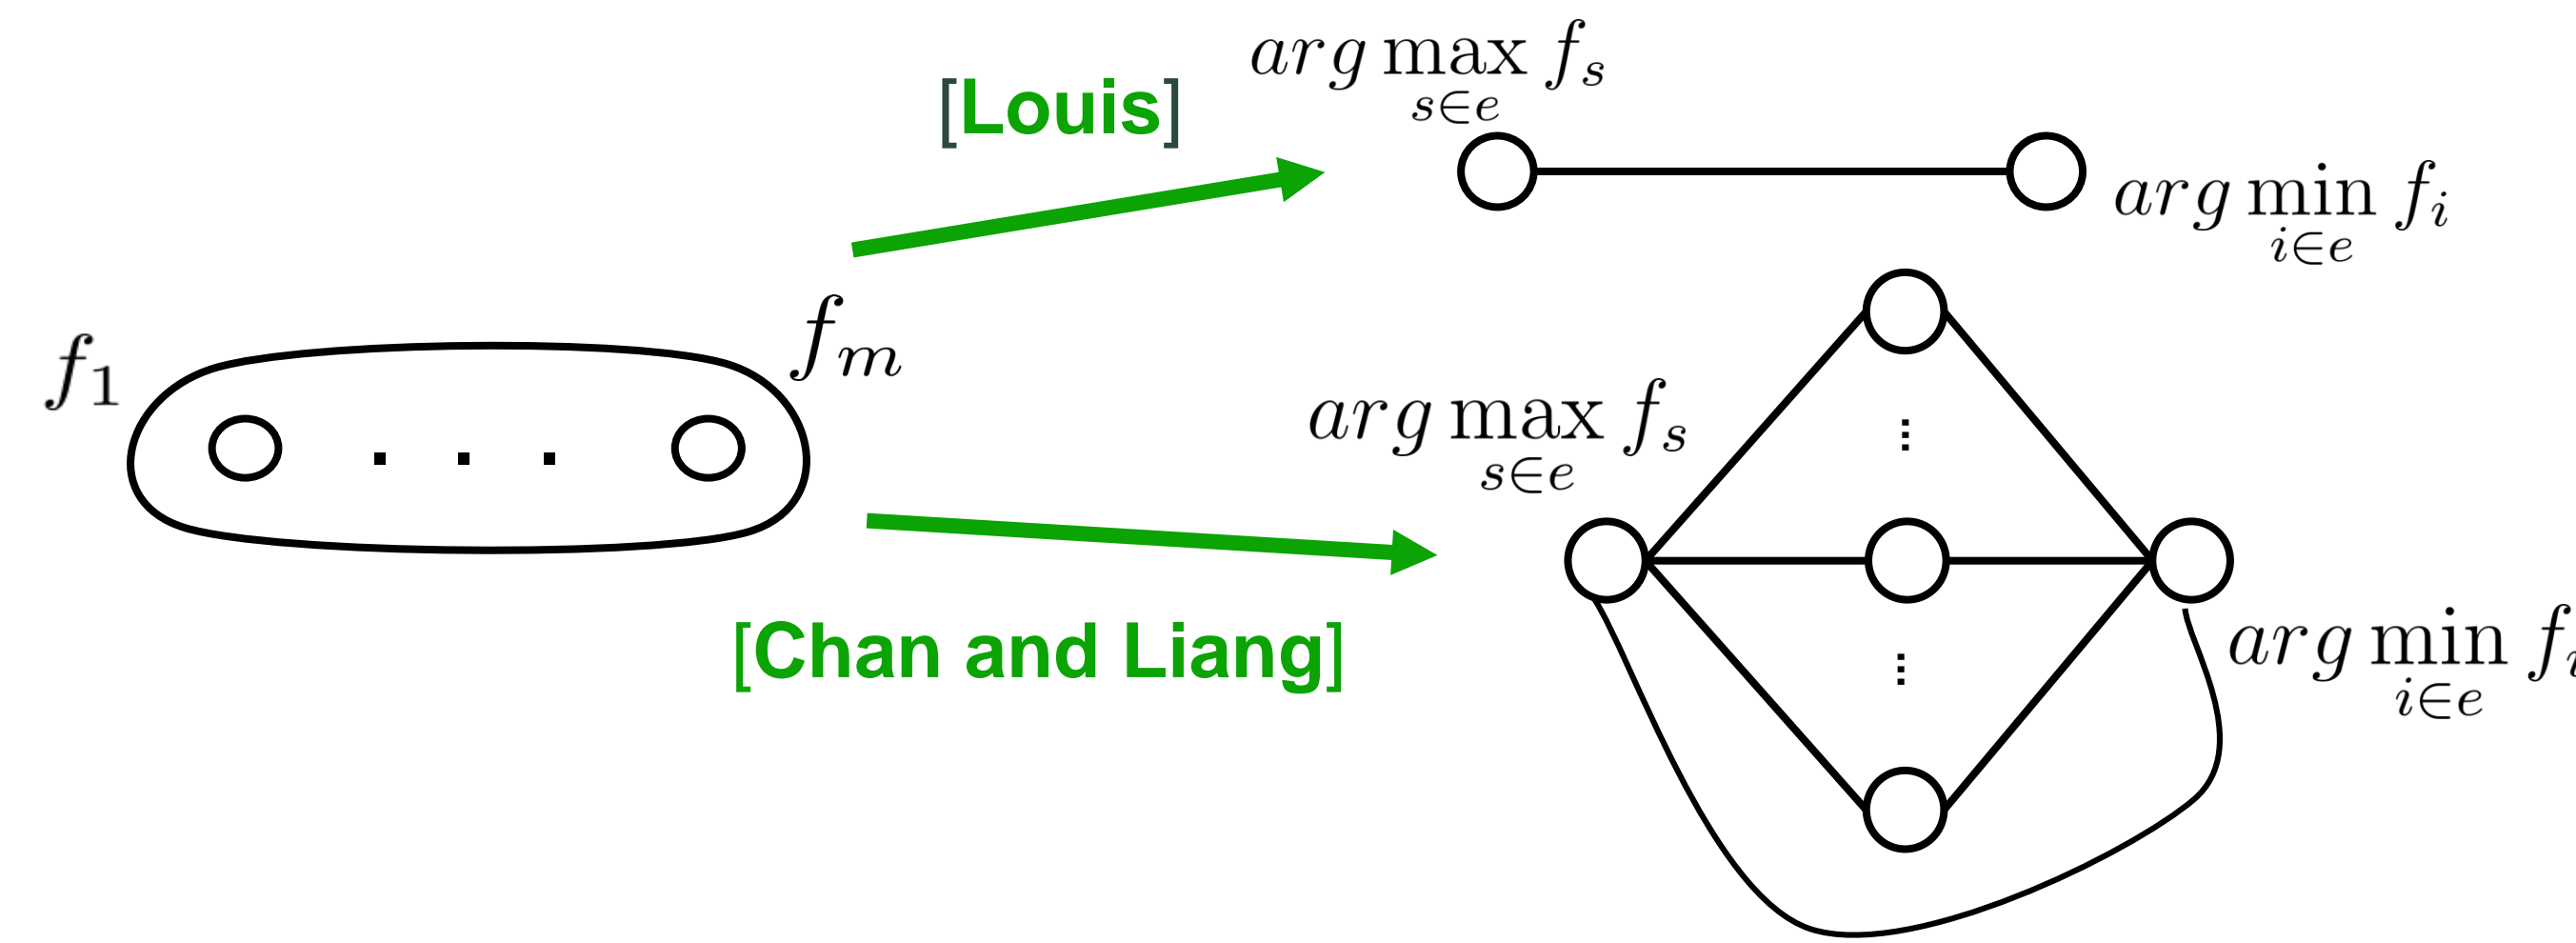 [Louis]
arg max f_s
s∈e
arg min f_i
i∈e
f_1
. . .
f_m
[Chan and Liang]
arg max f_s
s∈e
⋮
⋮
arg min f_i
i∈e